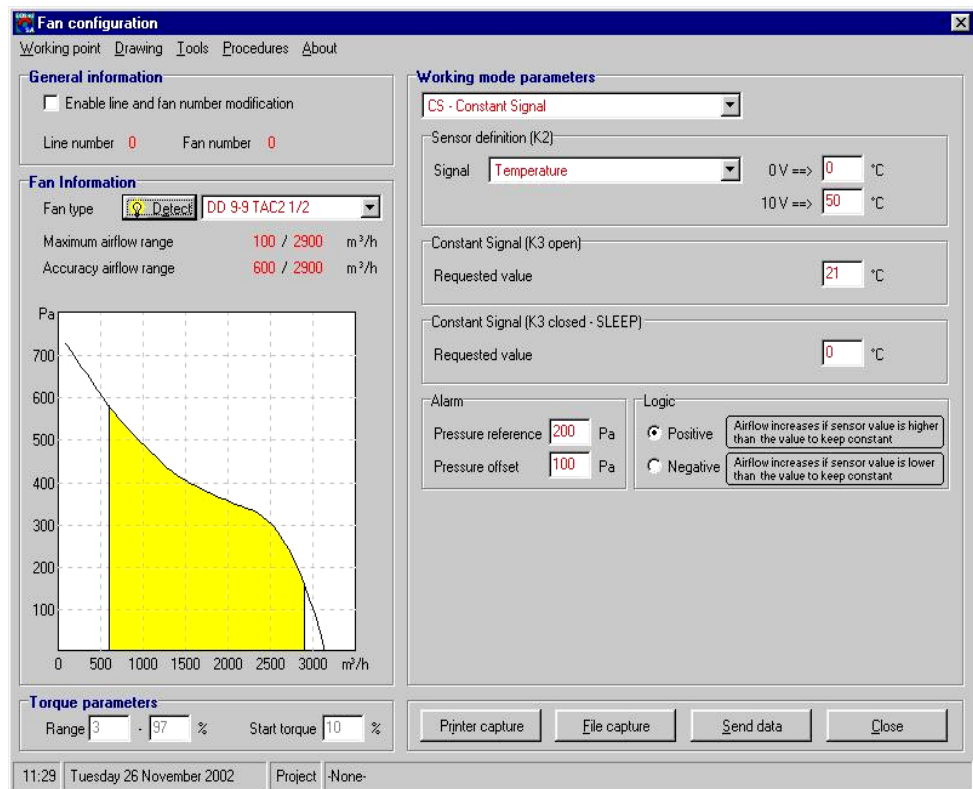 Fan configuration
Working point Drawing Tools Procedures About
General information
Enable line and fan number modification
Line number 0 Fan number 0
Fan Information
Fan type Detect DD 9-9 TAC2 1/2
Maximum airflow range 100 / 2900 m³/h
Accuracy airflow range 600 / 2900 m³/h
Pa
700
600
500
400
300
200
100
0 500 1000 1500 2000 2500 3000 m³/h
Torque parameters
Range 3 - 97 % Start torque 10 %
Working mode parameters
CS - Constant Signal
Sensor definition (K2)
Signal Temperature 0 V ==> 0 °C
10 V ==> 50 °C
Constant Signal (K3 open)
Requested value 21 °C
Constant Signal (K3 closed - SLEEP)
Requested value 0 °C
Alarm
Pressure reference 200 Pa
Pressure offset 100 Pa
Logic
Positive Airflow increases if sensor value is higher
than the value to keep constant
Negative Airflow increases if sensor value is lower
than the value to keep constant
Printer capture File capture Send data Close
11:29 Tuesday 26 November 2002 Project -None-